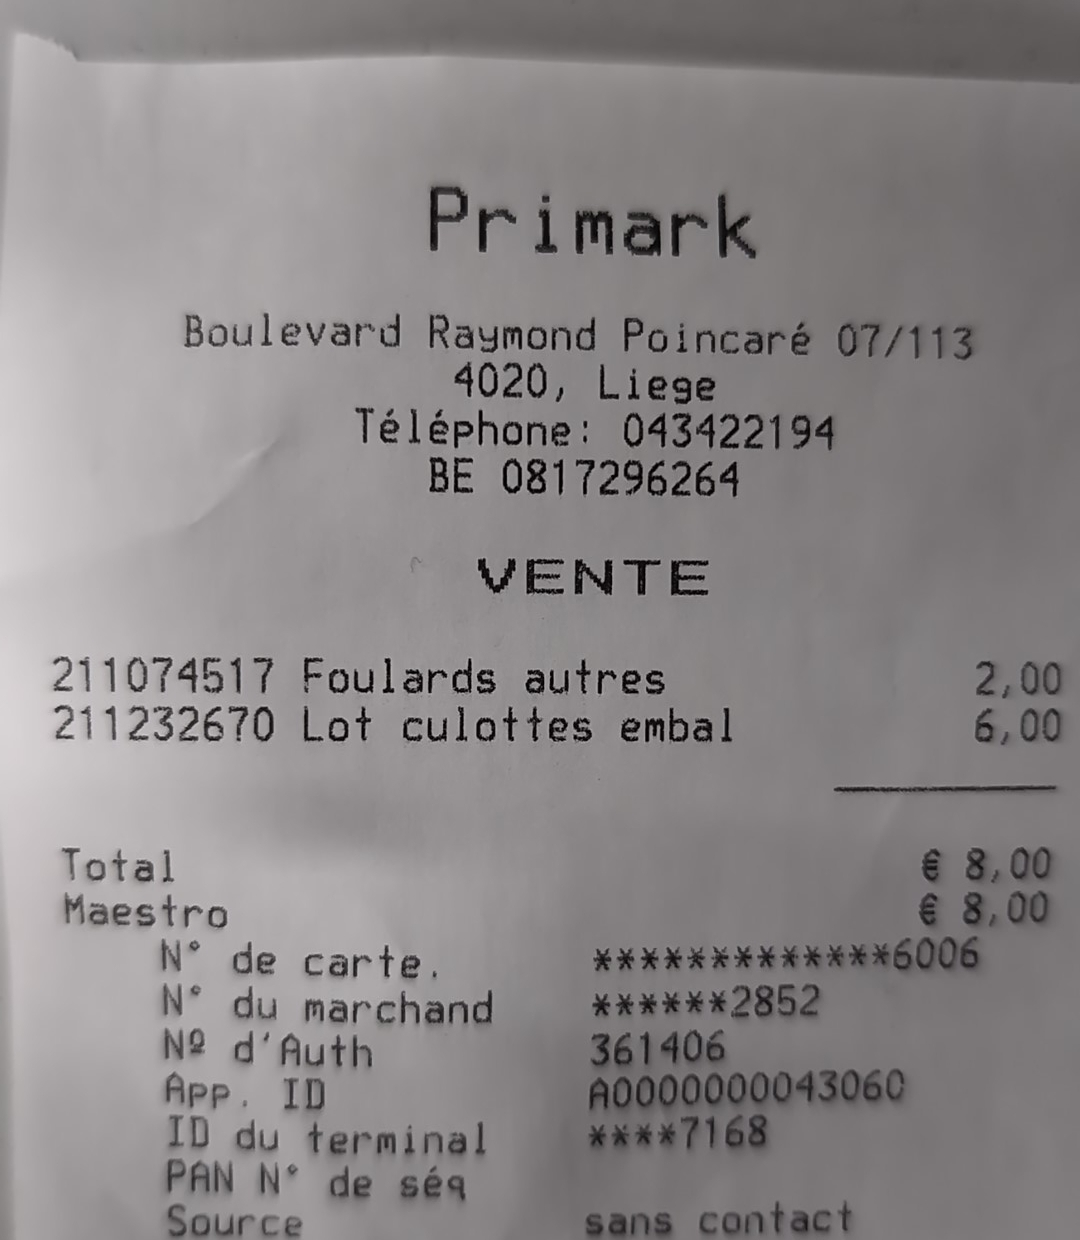 Primark
Boulevard Raymond Poincaré 07/113
4020, Liege
Téléphone: 043422194
BE 0817296264
VENTE
211074517 Foulards autres 2,00
211232670 Lot culottes embal 6,00
Total € 8,00
Maestro € 8,00
N° de carte. *************6006
N° du marchand ******2852
Nº d'Auth 361406
App. ID A0000000043060
ID du terminal ****7168
PAN N° de séq
Source sans contact